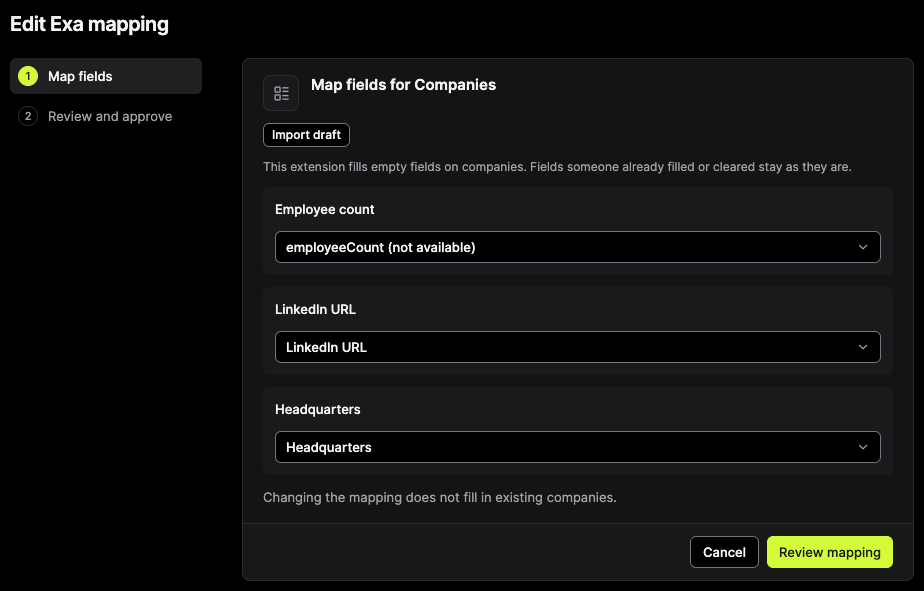 Edit Exa mapping
1 Map fields
2 Review and approve
Map fields for Companies
Import draft
This extension fills empty fields on companies. Fields someone already filled or cleared stay as they are.
Employee count
employeeCount (not available)
LinkedIn URL
LinkedIn URL
Headquarters
Headquarters
Changing the mapping does not fill in existing companies.
Cancel
Review mapping